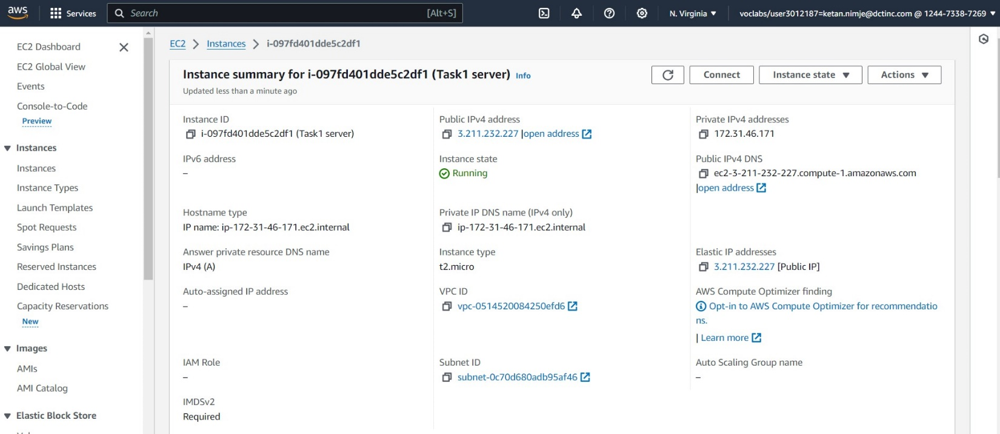 aws
Services
Search [Alt+S]
N. Virginia
voclabs/user3012187=ketan.nimje@dctinc.com @ 1244-7338-7269
EC2 Dashboard
EC2 Global View
Events
Console-to-Code
Preview
Instances
Instances
Instance Types
Launch Templates
Spot Requests
Savings Plans
Reserved Instances
Dedicated Hosts
Capacity Reservations
New
Images
AMIs
AMI Catalog
Elastic Block Store
EC2 Instances i-097fd401dde5c2df1
Instance summary for i-097fd401dde5c2df1 (Task1 server) Info
Updated less than a minute ago
Connect
Instance state
Actions
Instance ID
i-097fd401dde5c2df1 (Task1 server)
Public IPv4 address
3.211.232.227 |open address
Private IPv4 addresses
172.31.46.171
IPv6 address
–
Instance state
Running
Public IPv4 DNS
ec2-3-211-232-227.compute-1.amazonaws.com
|open address
Hostname type
IP name: ip-172-31-46-171.ec2.internal
Private IP DNS name (IPv4 only)
ip-172-31-46-171.ec2.internal
Answer private resource DNS name
IPv4 (A)
Instance type
t2.micro
Elastic IP addresses
3.211.232.227 [Public IP]
Auto-assigned IP address
–
VPC ID
vpc-0514520084250efd6
AWS Compute Optimizer finding
Opt-in to AWS Compute Optimizer for recommendatio
ns.
| Learn more
IAM Role
–
Subnet ID
subnet-0c70d680adb95af46
Auto Scaling Group name
–
IMDSv2
Required